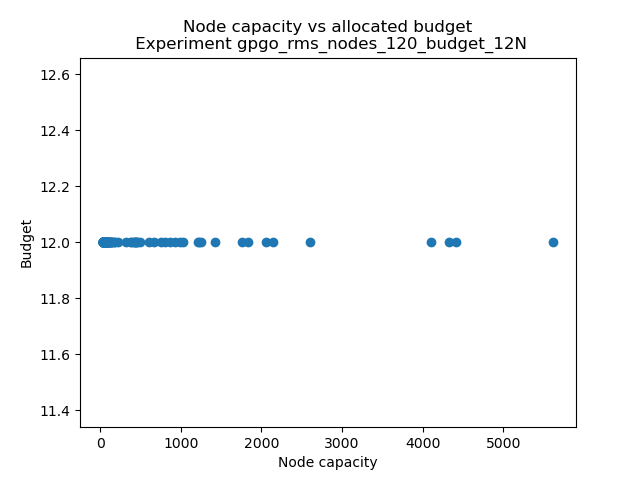 Node capacity vs allocated budget
Experiment gpgo_rms_nodes_120_budget_12N
12.6
12.4
12.2
12.0
11.8
11.6
11.4
Budget
0 1000 2000 3000 4000 5000
Node capacity